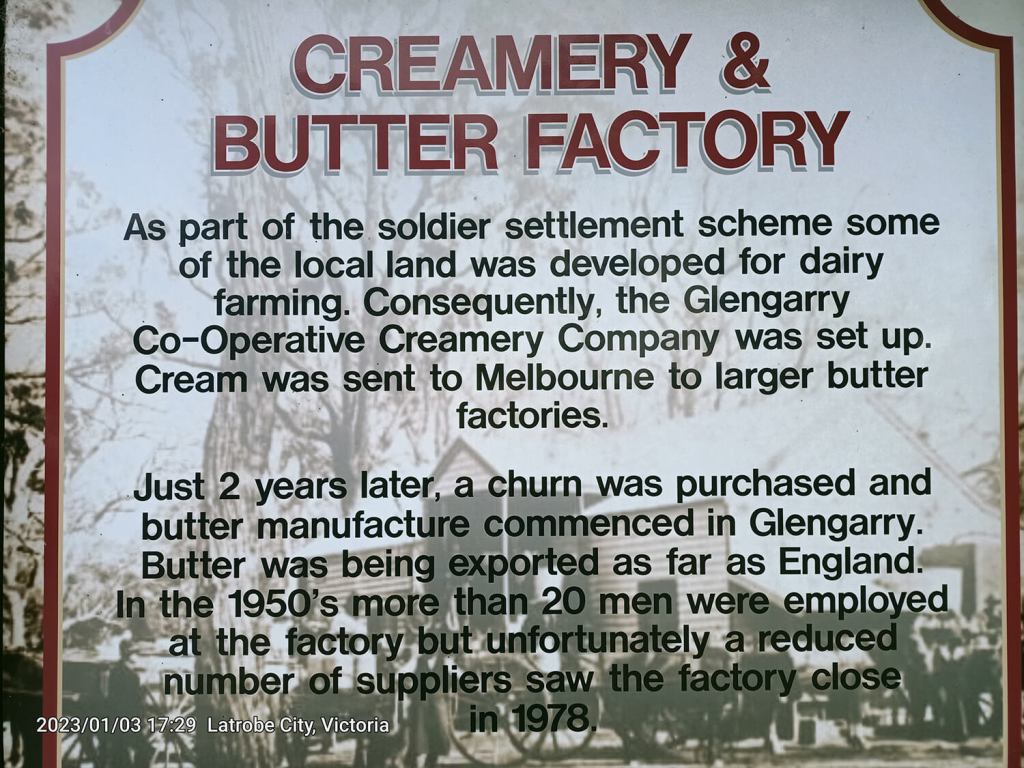 CREAMERY &
BUTTER FACTORY
As part of the soldier settlement scheme some
of the local land was developed for dairy
farming. Consequently, the Glengarry
Co-Operative Creamery Company was set up.
Cream was sent to Melbourne to larger butter
factories.
Just 2 years later, a churn was purchased and
butter manufacture commenced in Glengarry.
Butter was being exported as far as England.
In the 1950's more than 20 men were employed
at the factory but unfortunately a reduced
number of suppliers saw the factory close
in 1978.
2023/01/03 17:29 Latrobe City, Victoria